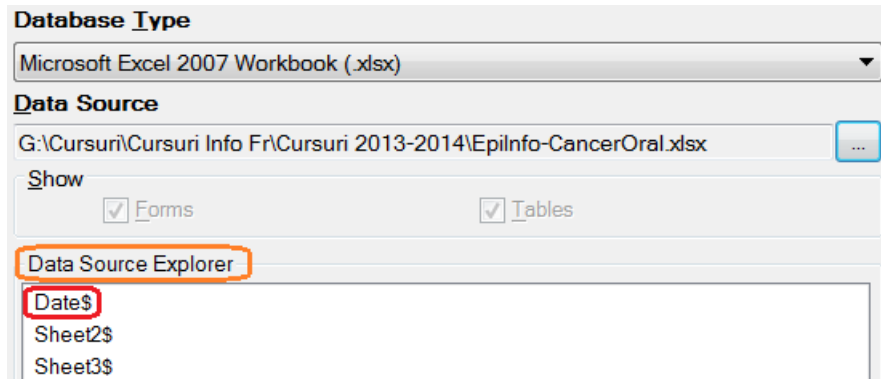 Database Type
Microsoft Excel 2007 Workbook (.xlsx)
Data Source
G:\Cursuri\Cursuri Info Fr\Cursuri 2013-2014\EpiInfo-CancerOral.xlsx ...
Show
Forms Tables
Data Source Explorer
Date$
Sheet2$
Sheet3$